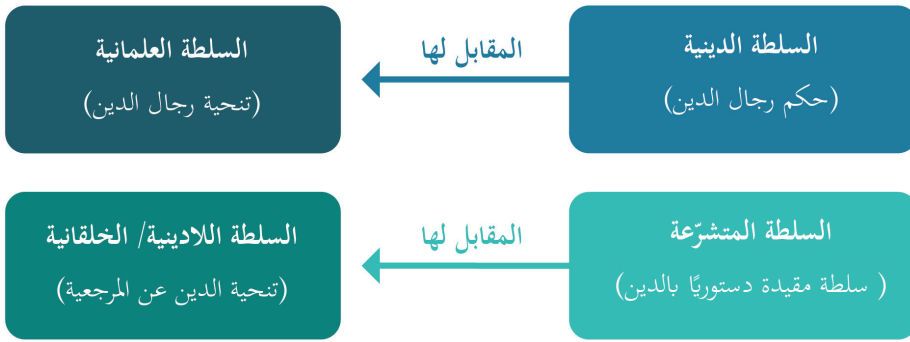 السلطة الدينية
(حكم رجال الدين)
المقابل لها
السلطة العلمانية
(تنحية رجال الدين)
السلطة المتشرّعة
( سلطة مقيدة دستوريًا بالدين)
المقابل لها
السلطة اللادينية/ الخلقانية
(تنحية الدين عن المرجعية)